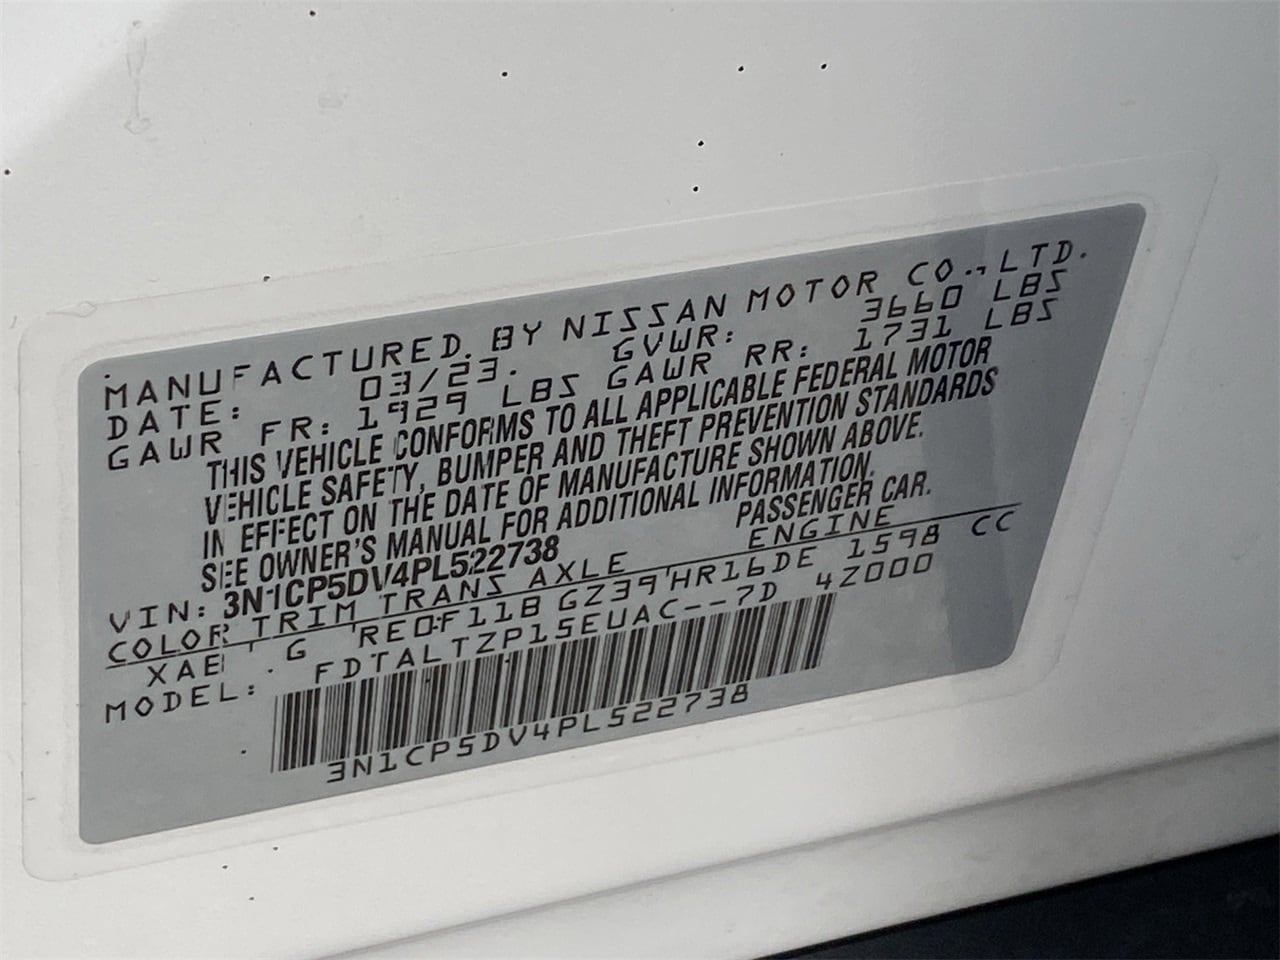 MANUFACTURED BY NISSAN MOTOR CO., LTD.
DATE: 03/23. GVWR: 3660 LBS
GAWR FR: 1929 LBS GAWR RR: 1731 LBS
THIS VEHICLE CONFORMS TO ALL APPLICABLE FEDERAL MOTOR
VEHICLE SAFETY, BUMPER AND THEFT PREVENTION STANDARDS
IN EFFECT ON THE DATE OF MANUFACTURE SHOWN ABOVE.
SEE OWNER'S MANUAL FOR ADDITIONAL INFORMATION.
VIN: 3N1CP5DV4PL522738 PASSENGER CAR.
COLOR TRIM TRANS AXLE ENGINE
G RE0F11B GZ39 HR16DE 1598 CC
MODEL: FDTALTZP15EUAC--7D 4Z000
3N1CP5DV4PL522738